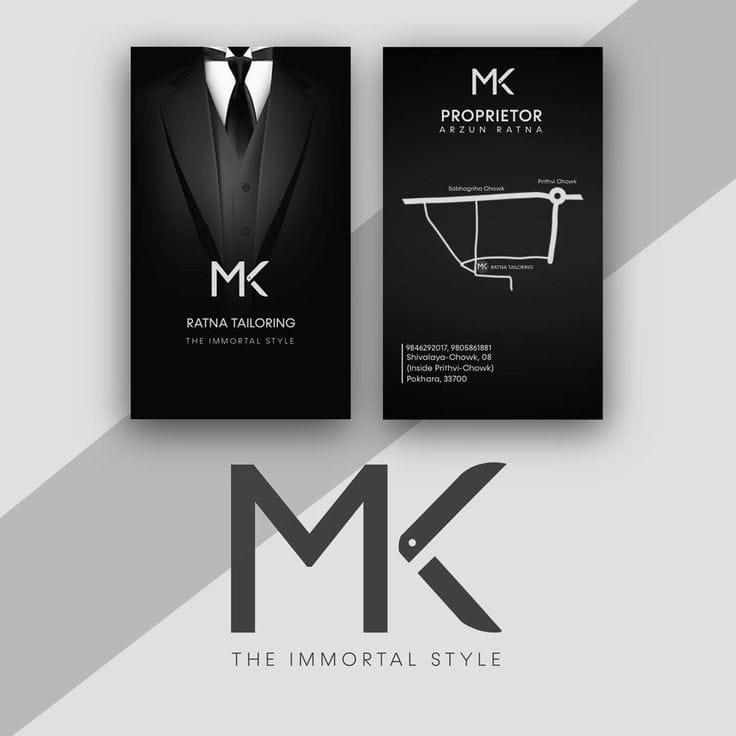 MK
RATNA TAILORING
THE IMMORTAL STYLE
MK
PROPRIETOR
ARZUN RATNA
Prithvi Chowk
Sabhagriha Chowk
MK RATNA TAILORING
9846292017, 9805861881
Shivalaya-Chowk, 08
(Inside Prithvi-Chowk)
Pokhara, 33700
MK
THE IMMORTAL STYLE